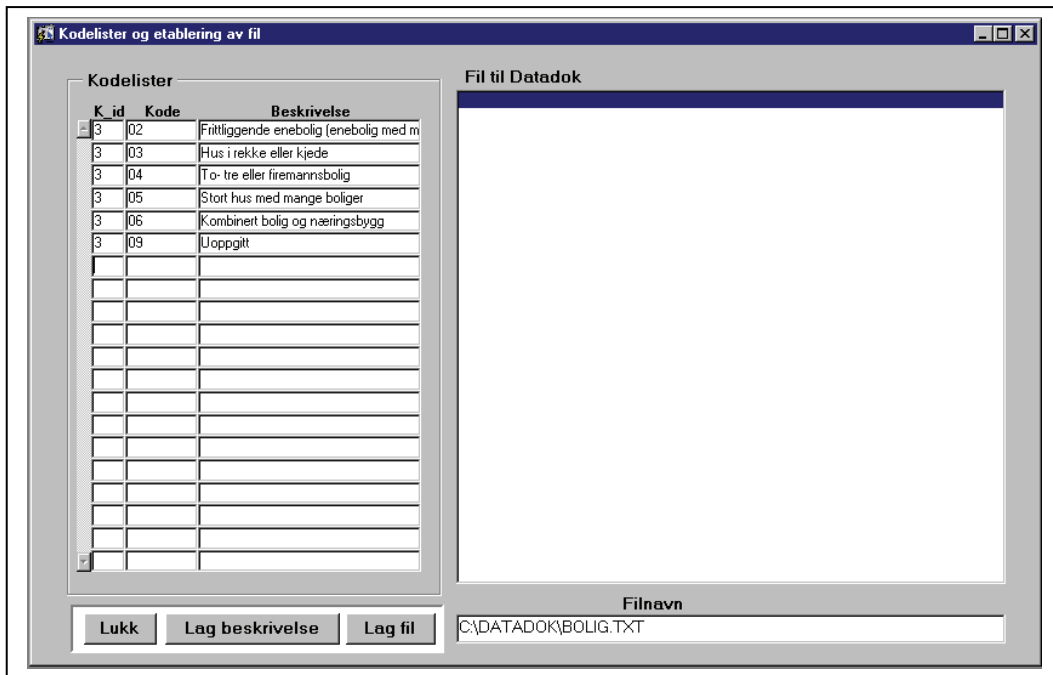 Kodelister og etablering av fil
Kodelister
K_id Kode Beskrivelse
3 02 Frittliggende enebolig (enebolig med m
3 03 Hus i rekke eller kjede
3 04 To- tre eller firemannsbolig
3 05 Stort hus med mange boliger
3 06 Kombinert bolig og næringsbygg
3 09 Uoppgitt
Lukk Lag beskrivelse Lag fil
Fil til Datadok
Filnavn
C:\DATADOK\BOLIG.TXT